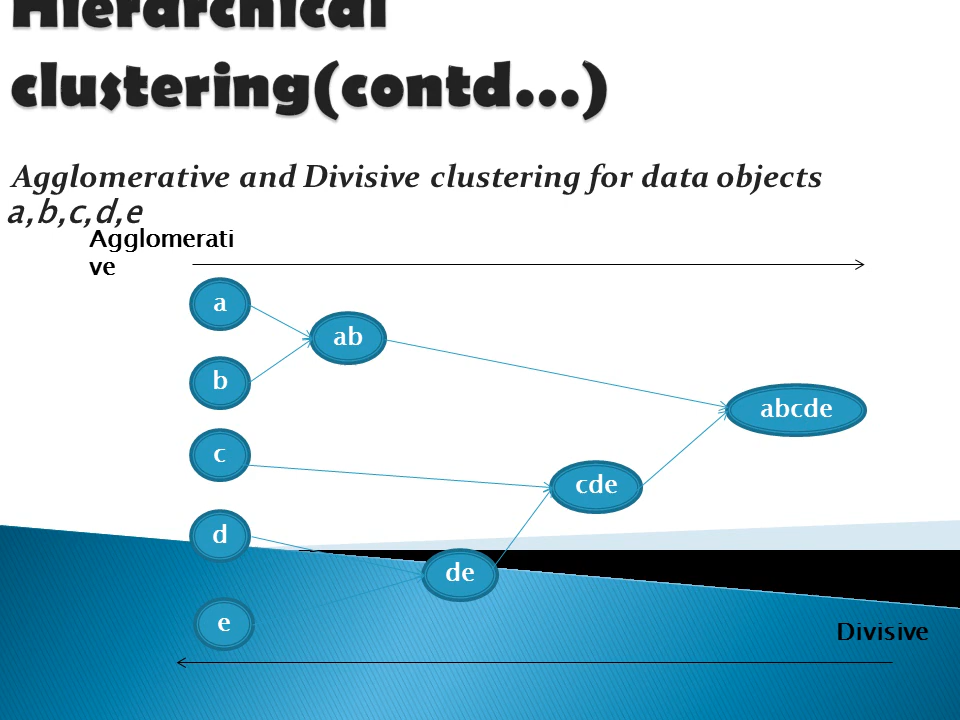 Hierarchical
clustering(contd...)
Agglomerative and Divisive clustering for data objects
a,b,c,d,e
Agglomerati
ve
a
ab
b
abcde
c
cde
d
de
e
Divisive